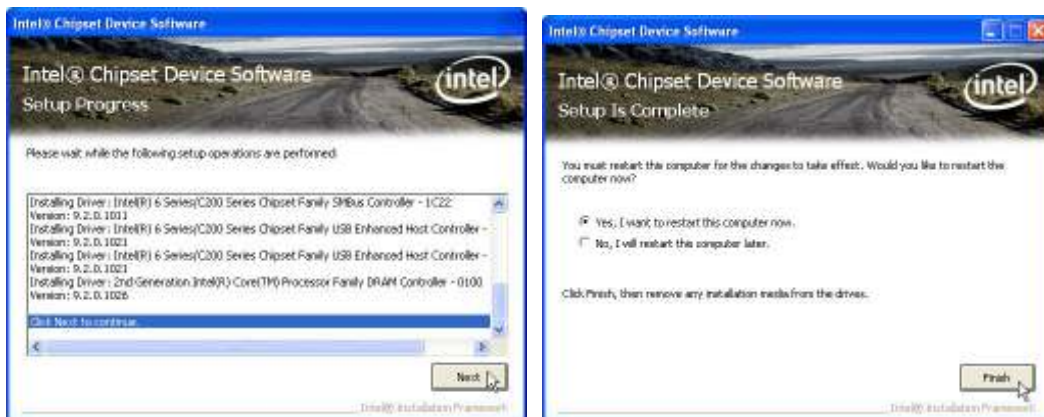 Intel® Chipset Device Software
Intel® Chipset Device Software
Setup Progress
intel
Please wait while the following setup operations are performed:
Installing Driver: Intel(R) 6 Series/C200 Series Chipset Family SMBus Controller - 1C22
Version: 9.2.0.1011
Installing Driver: Intel(R) 6 Series/C200 Series Chipset Family USB Enhanced Host Controller -
Version: 9.2.0.1021
Installing Driver: Intel(R) 6 Series/C200 Series Chipset Family USB Enhanced Host Controller -
Version: 9.2.0.1021
Installing Driver: 2nd Generation Intel(R) Core(TM) Processor Family DRAM Controller - 0100
Version: 9.2.0.1026
Click Next to continue.
Next
Intel® Installation Framework
Intel® Chipset Device Software
Intel® Chipset Device Software
Setup Is Complete
intel
You must restart this computer for the changes to take effect. Would you like to restart the
computer now?
Yes, I want to restart this computer now.
No, I will restart this computer later.
Click Finish, then remove any installation media from the drives.
Finish
Intel® Installation Framework